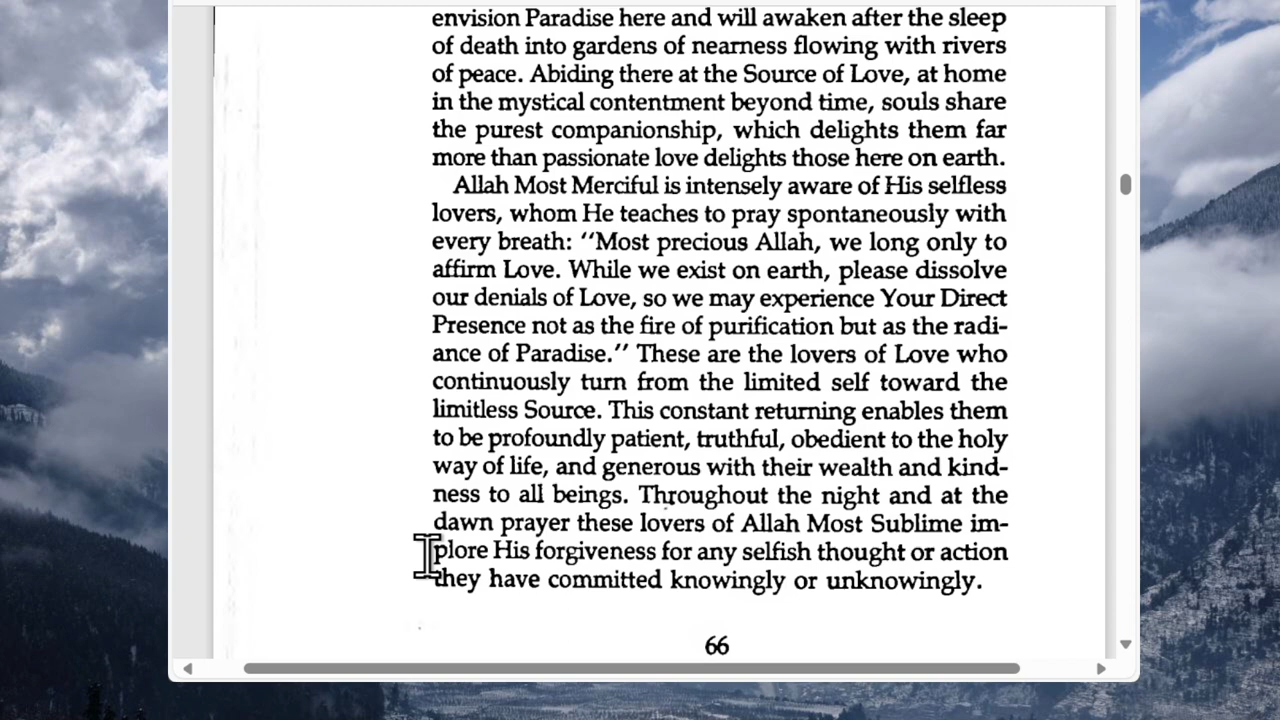 envision Paradise here and will awaken after the sleep
of death into gardens of nearness flowing with rivers
of peace. Abiding there at the Source of Love, at home
in the mystical contentment beyond time, souls share
the purest companionship, which delights them far
more than passionate love delights those here on earth.
Allah Most Merciful is intensely aware of His selfless
lovers, whom He teaches to pray spontaneously with
every breath: “Most precious Allah, we long only to
affirm Love. While we exist on earth, please dissolve
our denials of Love, so we may experience Your Direct
Presence not as the fire of purification but as the radi-
ance of Paradise.” These are the lovers of Love who
continuously turn from the limited self toward the
limitless Source. This constant returning enables them
to be profoundly patient, truthful, obedient to the holy
way of life, and generous with their wealth and kind-
ness to all beings. Throughout the night and at the
dawn prayer these lovers of Allah Most Sublime im-
plore His forgiveness for any selfish thought or action
they have committed knowingly or unknowingly.
66